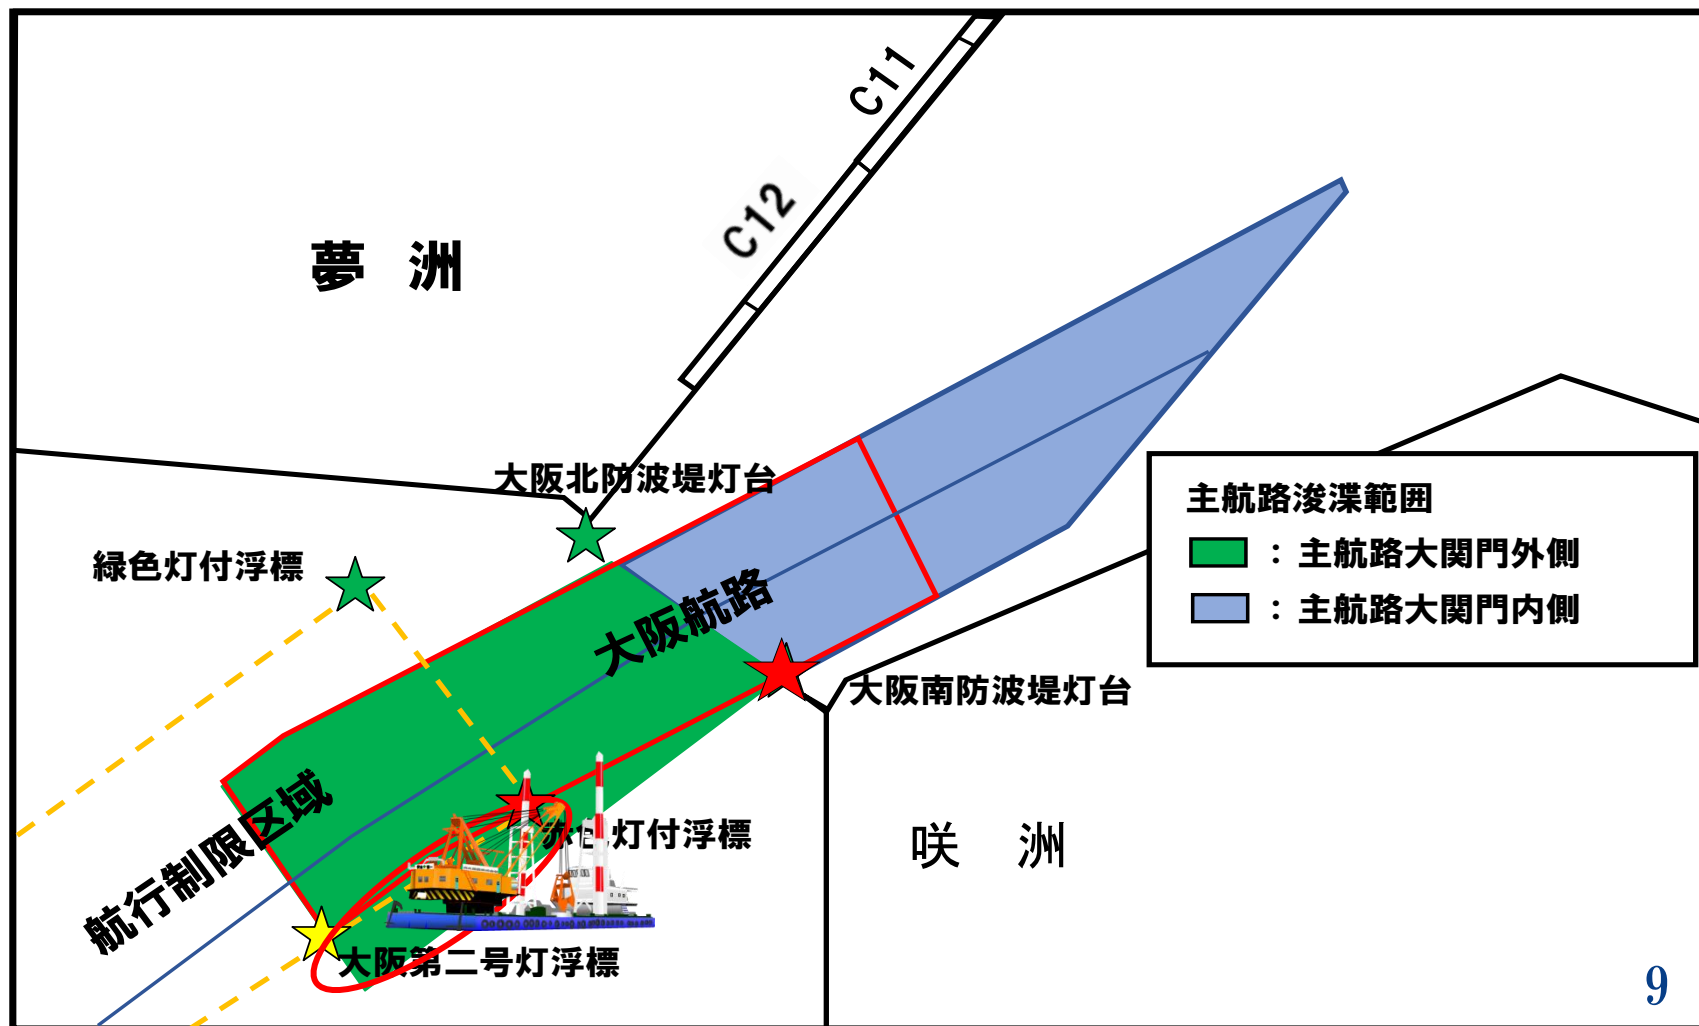 C11
C12
夢 洲
大阪北防波堤灯台
緑色灯付浮標
主航路浚渫範囲
：主航路大関門外側
：主航路大関門内側
大阪航路
大阪南防波堤灯台
航行制限区域
赤色灯付浮標
咲 洲
大阪第二号灯浮標
9